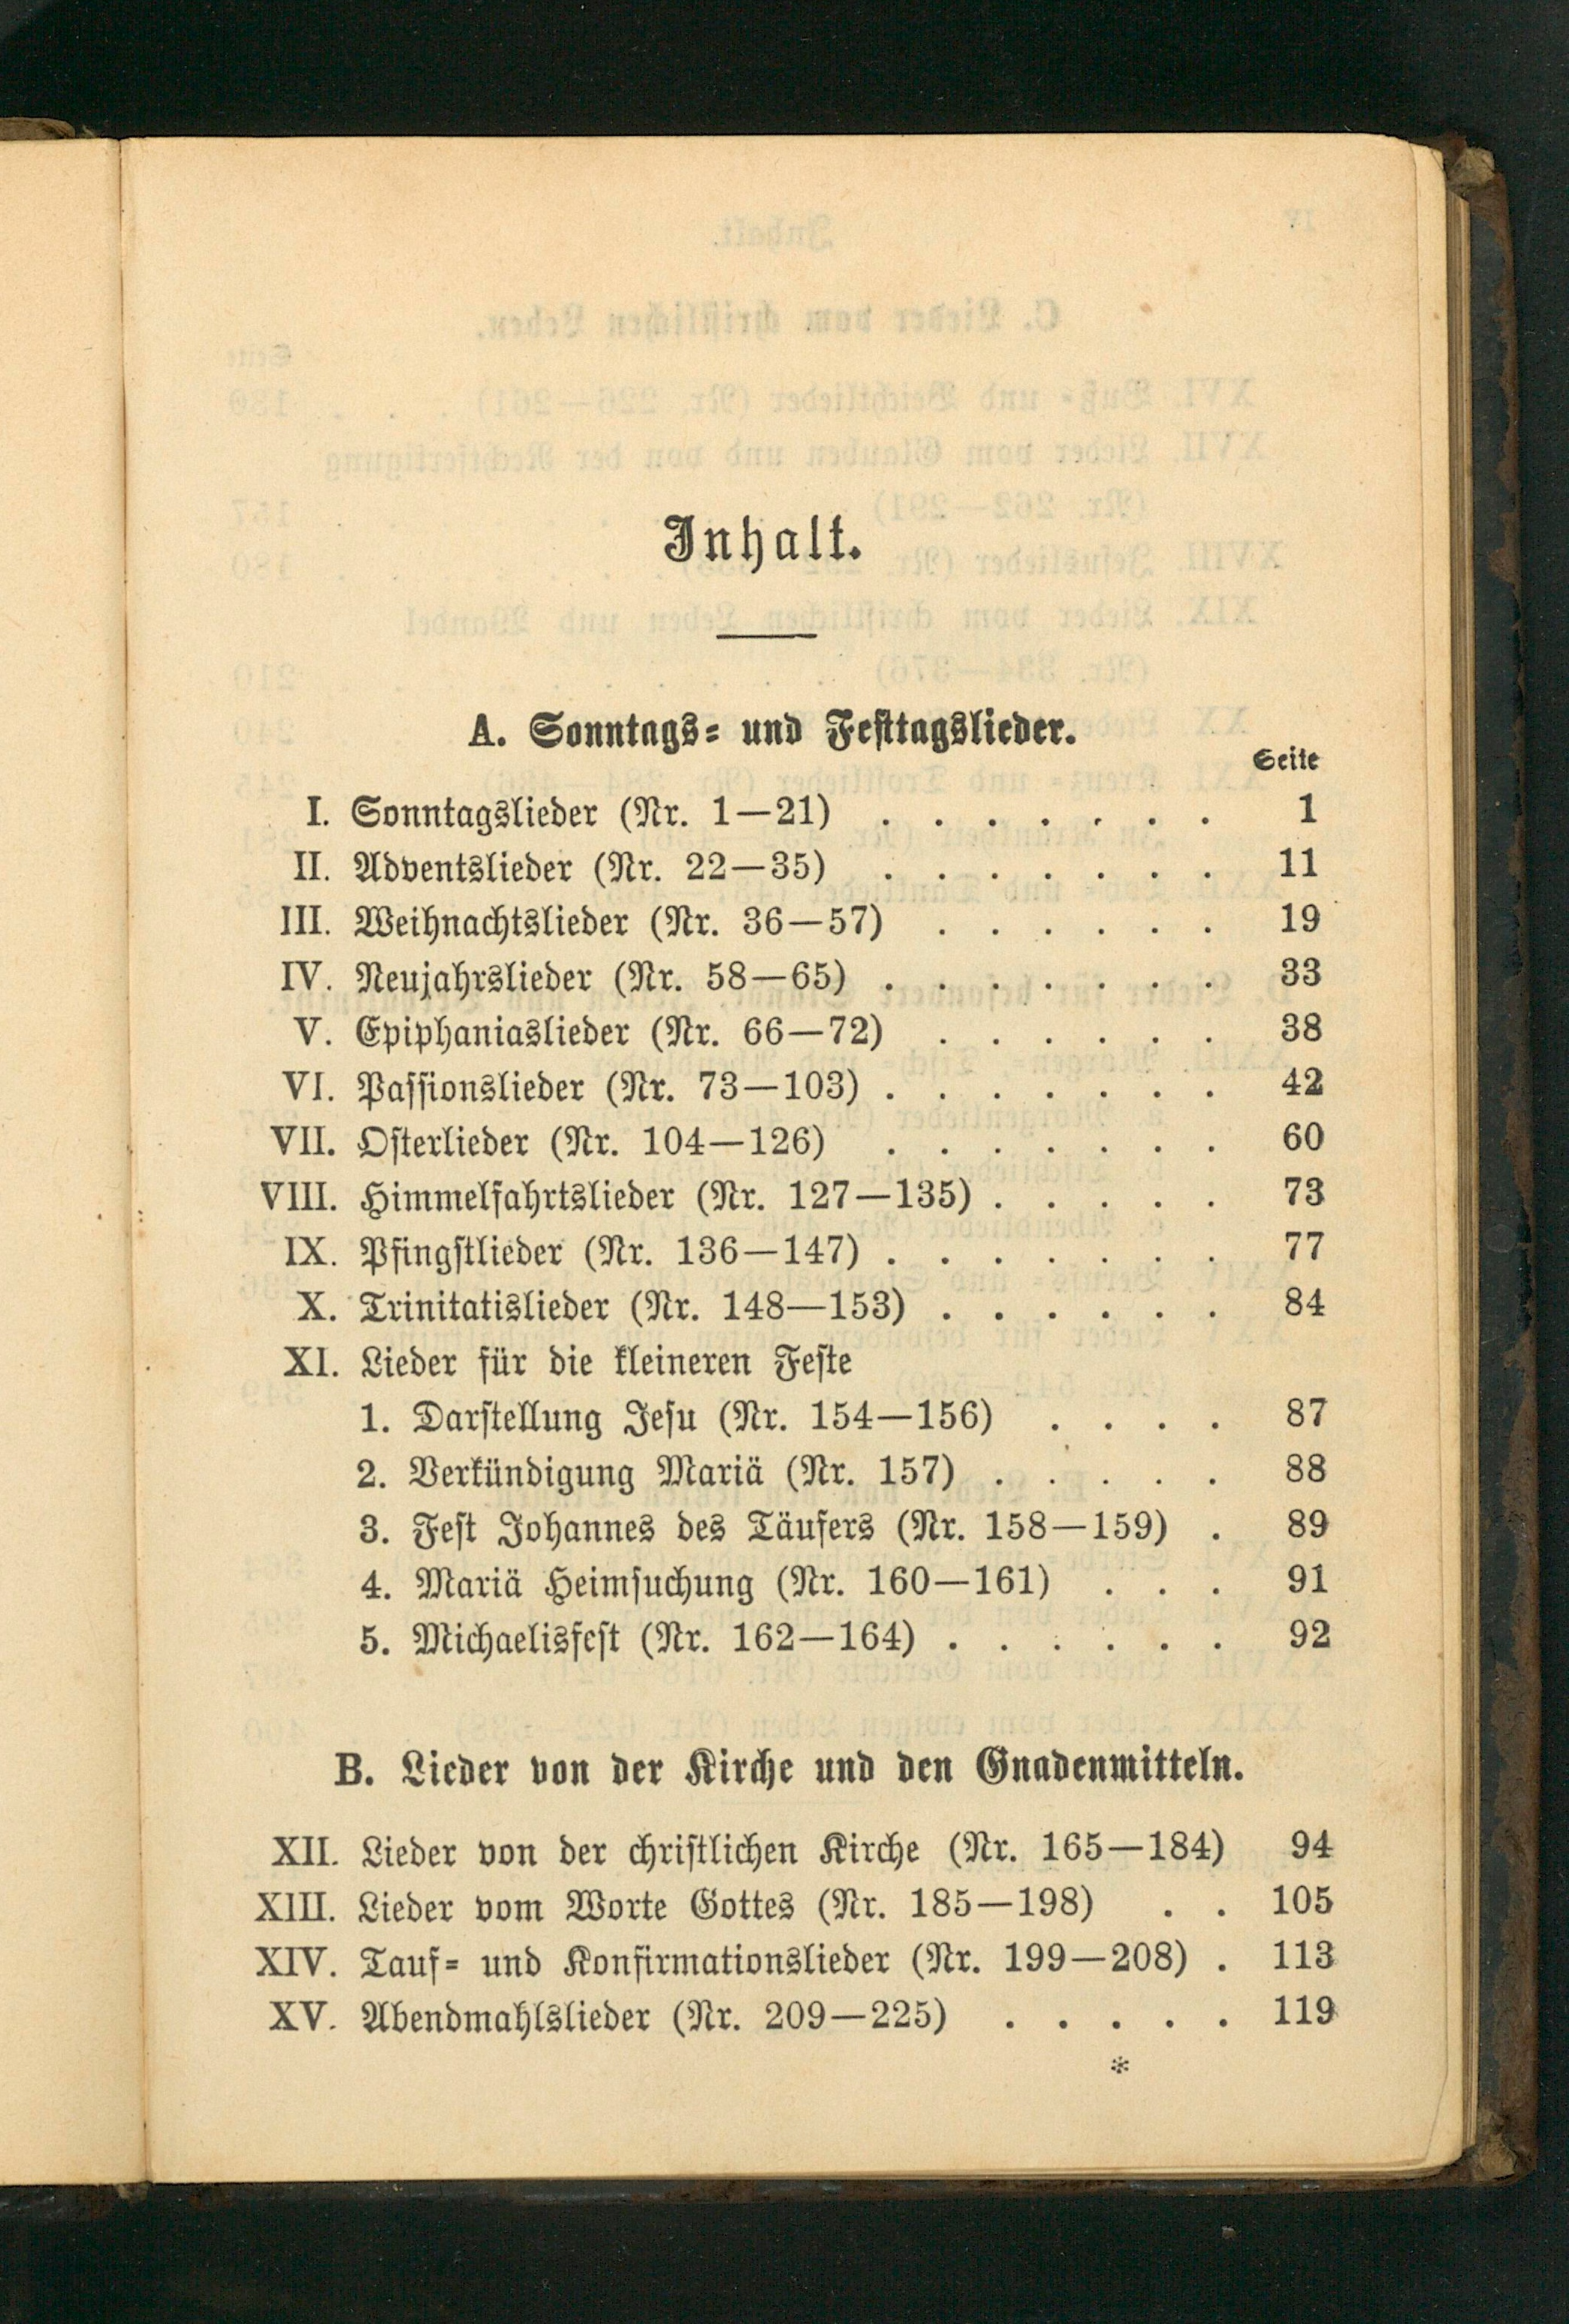 Inhalt.
A. Sonntags- und Festtagslieder.
Seite
I. Sonntagslieder (Nr. 1—21) . . . . . . . 1
II. Adventslieder (Nr. 22—35) . . . . . . . 11
III. Weihnachtslieder (Nr. 36—57) . . . . . . 19
IV. Neujahrslieder (Nr. 58—65) . . . . . . . 33
V. Epiphaniaslieder (Nr. 66—72) . . . . . . 38
VI. Passionslieder (Nr. 73—103) . . . . . . . 42
VII. Osterlieder (Nr. 104—126) . . . . . . . 60
VIII. Himmelfahrtslieder (Nr. 127—135) . . . . . 73
IX. Pfingstlieder (Nr. 136—147) . . . . . . . 77
X. Trinitatislieder (Nr. 148—153) . . . . . . 84
XI. Lieder für die kleineren Feste
1. Darstellung Jesu (Nr. 154—156) . . . . 87
2. Verkündigung Mariä (Nr. 157) . . . . . 88
3. Fest Johannes des Täufers (Nr. 158—159) . 89
4. Mariä Heimsuchung (Nr. 160—161) . . . 91
5. Michaelisfest (Nr. 162—164) . . . . . . 92
B. Lieder von der Kirche und den Gnadenmitteln.
XII. Lieder von der christlichen Kirche (Nr. 165—184) 94
XIII. Lieder vom Worte Gottes (Nr. 185—198) . . 105
XIV. Tauf- und Konfirmationslieder (Nr. 199—208) . 113
XV. Abendmahlslieder (Nr. 209—225) . . . . . 119
*